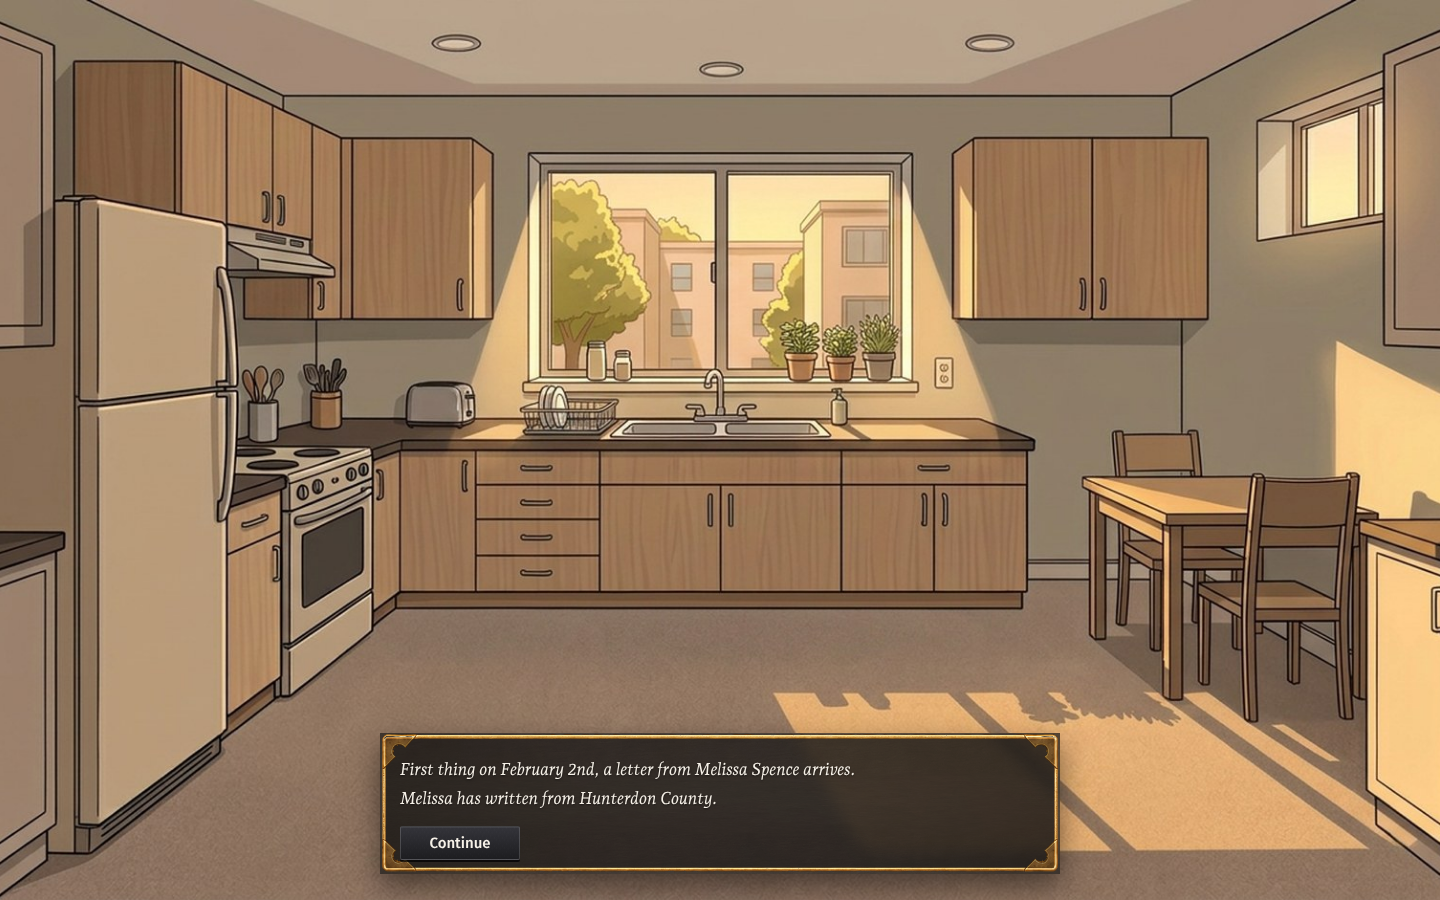 First thing on February 2nd, a letter from Melissa Spence arrives.
Melissa has written from Hunterdon County.
Continue